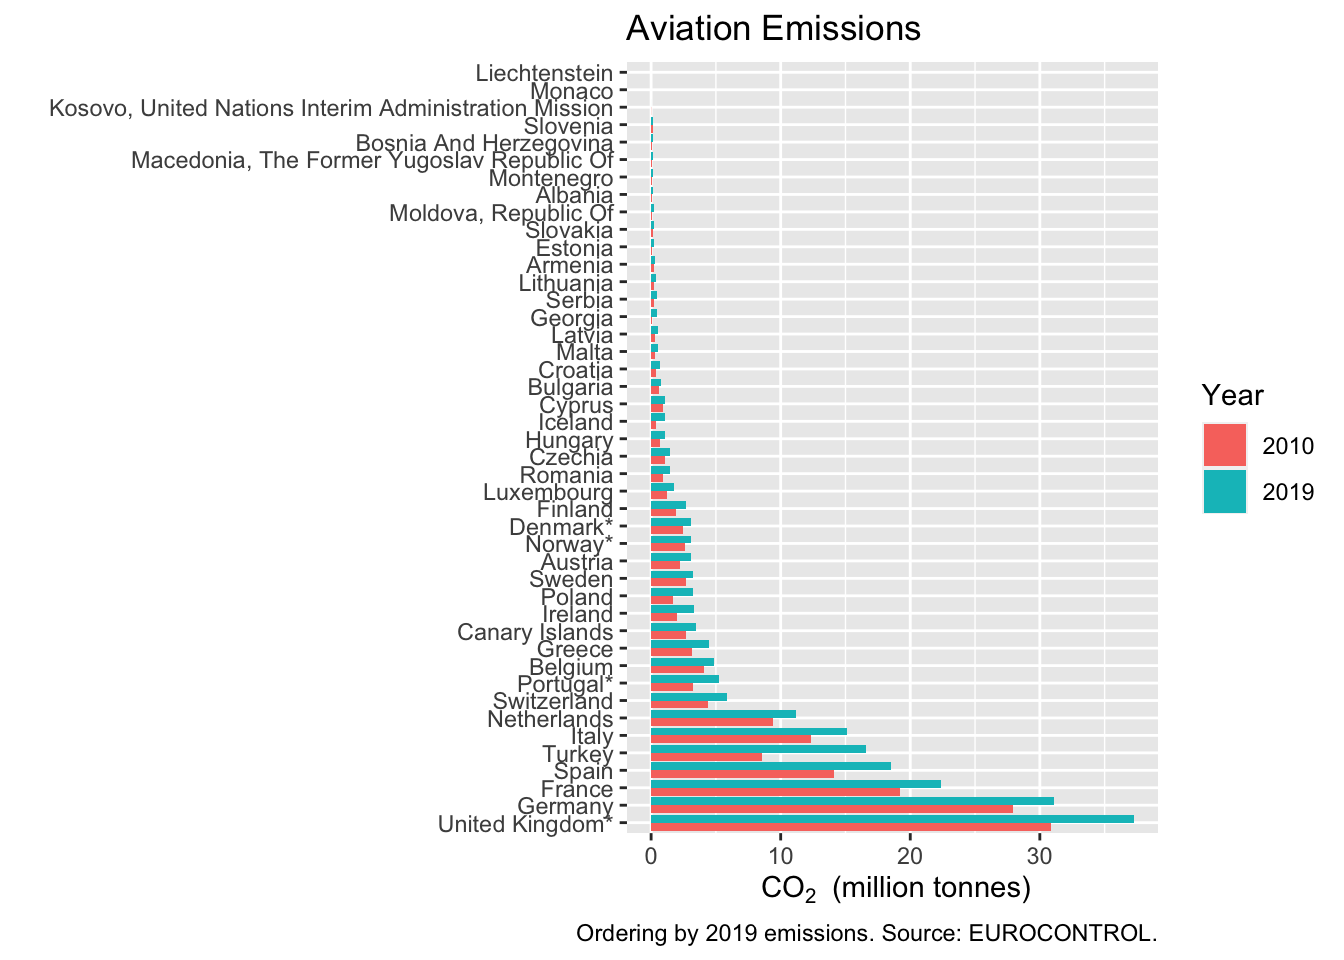 Aviation Emissions
Liechtenstein
Monaco
Kosovo, United Nations Interim Administration Mission
Slovenia
Bosnia And Herzegovina
Macedonia, The Former Yugoslav Republic Of
Montenegro
Albania
Moldova, Republic Of
Slovakia
Estonia
Armenia
Lithuania
Serbia
Georgia
Latvia
Malta
Croatia
Bulgaria
Cyprus
Iceland
Hungary
Czechia
Romania
Luxembourg
Finland
Denmark*
Norway*
Austria
Sweden
Poland
Ireland
Canary Islands
Greece
Belgium
Portugal*
Switzerland
Netherlands
Italy
Turkey
Spain
France
Germany
United Kingdom*
0 10 20 30
CO₂ (million tonnes)
Year
2010
2019
Ordering by 2019 emissions. Source: EUROCONTROL.